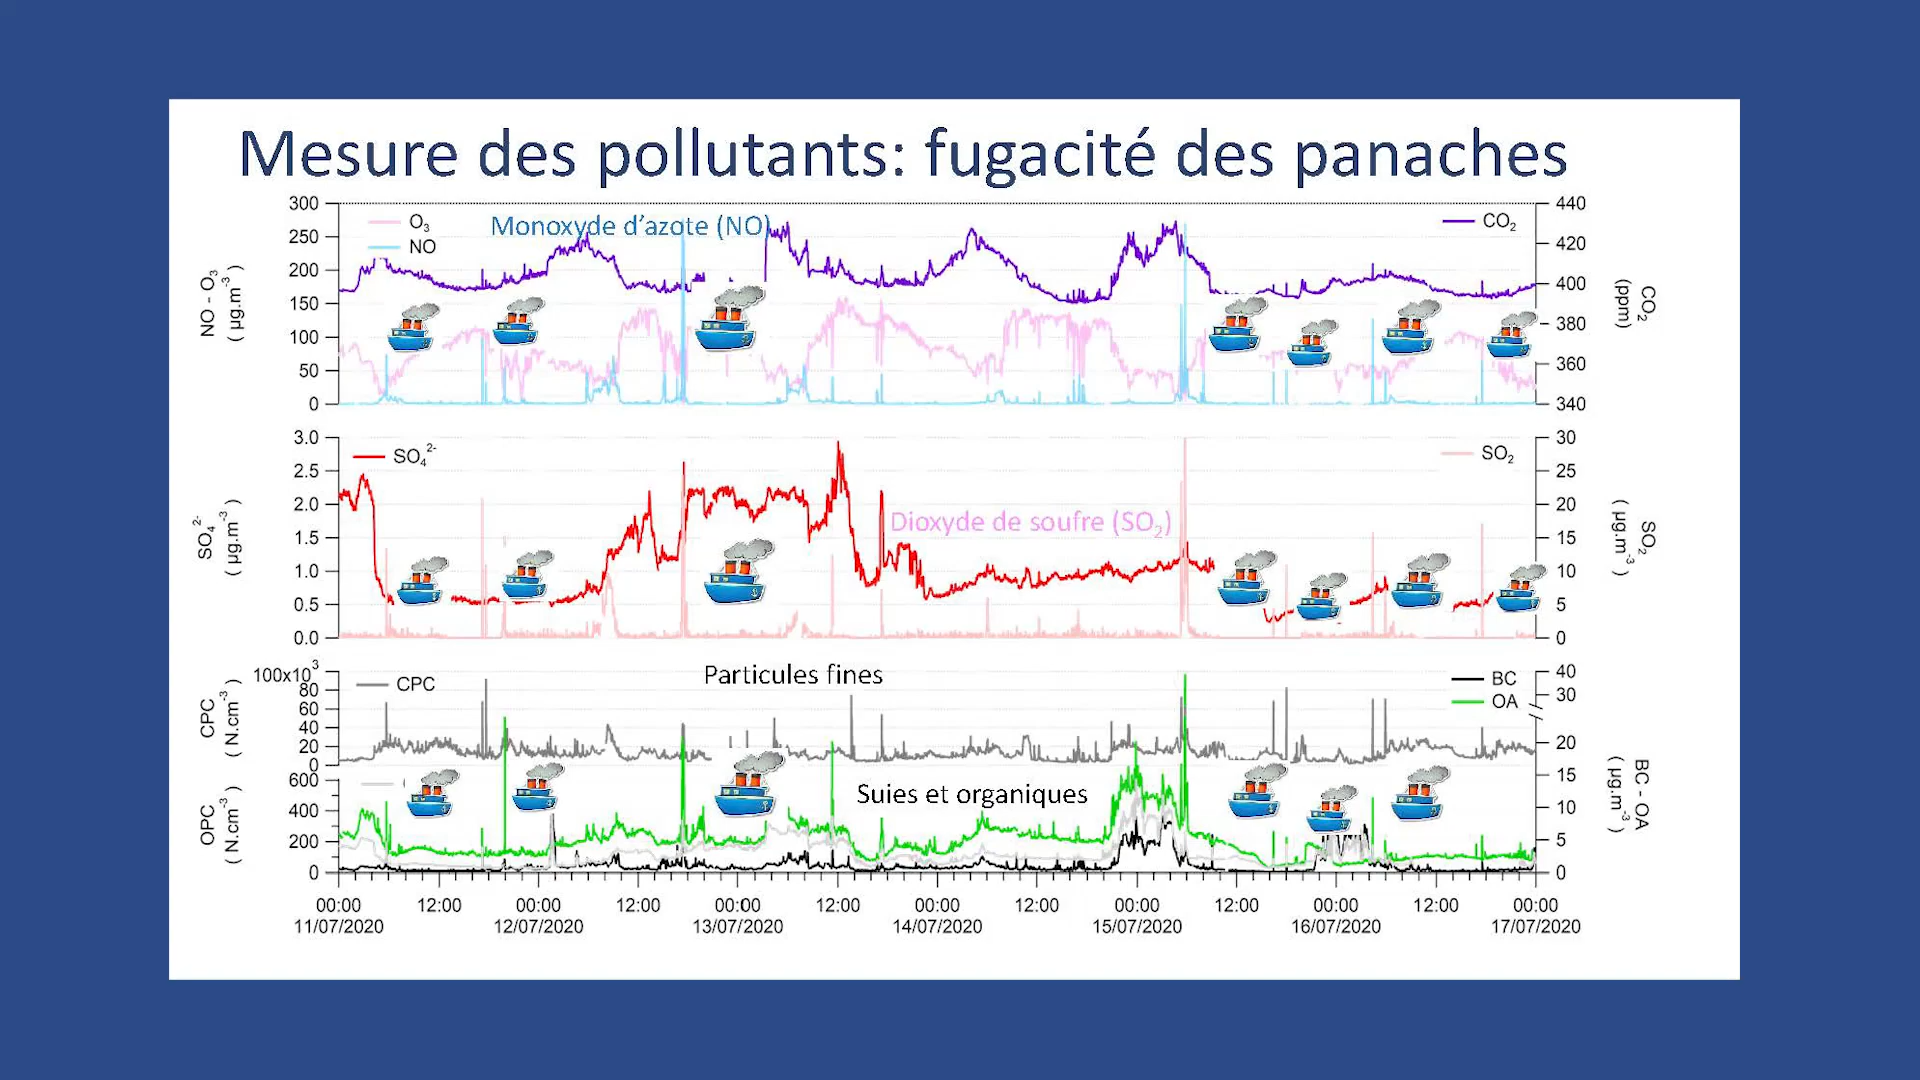 Mesure des pollutants: fugacité des panaches
300
250
200
150
100
50
0
NO - O₃
( µg.m⁻³ )
O₃
NO
Monoxyde d’azote (NO)
CO₂
440
420
400
380
360
340
CO₂
(ppm)
3.0
2.5
2.0
1.5
1.0
0.5
0.0
SO₄²⁻
( µg.m⁻³ )
SO₄²⁻
Dioxyde de soufre (SO₂)
SO₂
30
25
20
15
10
5
0
SO₂
( µg.m⁻³ )
100x10³
80
60
40
20
0
CPC
( N.cm⁻³ )
CPC
Particules fines
BC
OA
40
30
20
15
10
5
0
BC - OA
( µg.m⁻³ )
600
400
200
0
OPC
( N.cm⁻³ )
Suies et organiques
00:00 12:00 00:00 12:00 00:00 12:00 00:00 12:00 00:00 12:00 00:00 12:00 00:00
11/07/2020 12/07/2020 13/07/2020 14/07/2020 15/07/2020 16/07/2020 17/07/2020